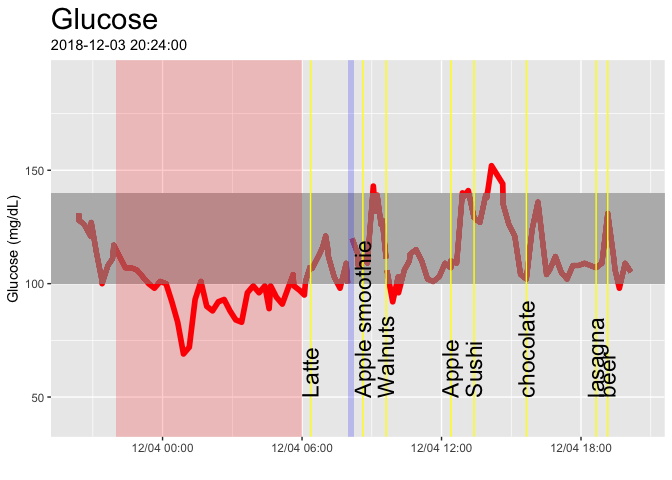 Glucose
2018-12-03 20:24:00
Glucose (mg/dL)
150
100
50
Latte
Apple smoothie
Walnuts
Apple
Sushi
chocolate
lasagna
beer
12/04 00:00
12/04 06:00
12/04 12:00
12/04 18:00